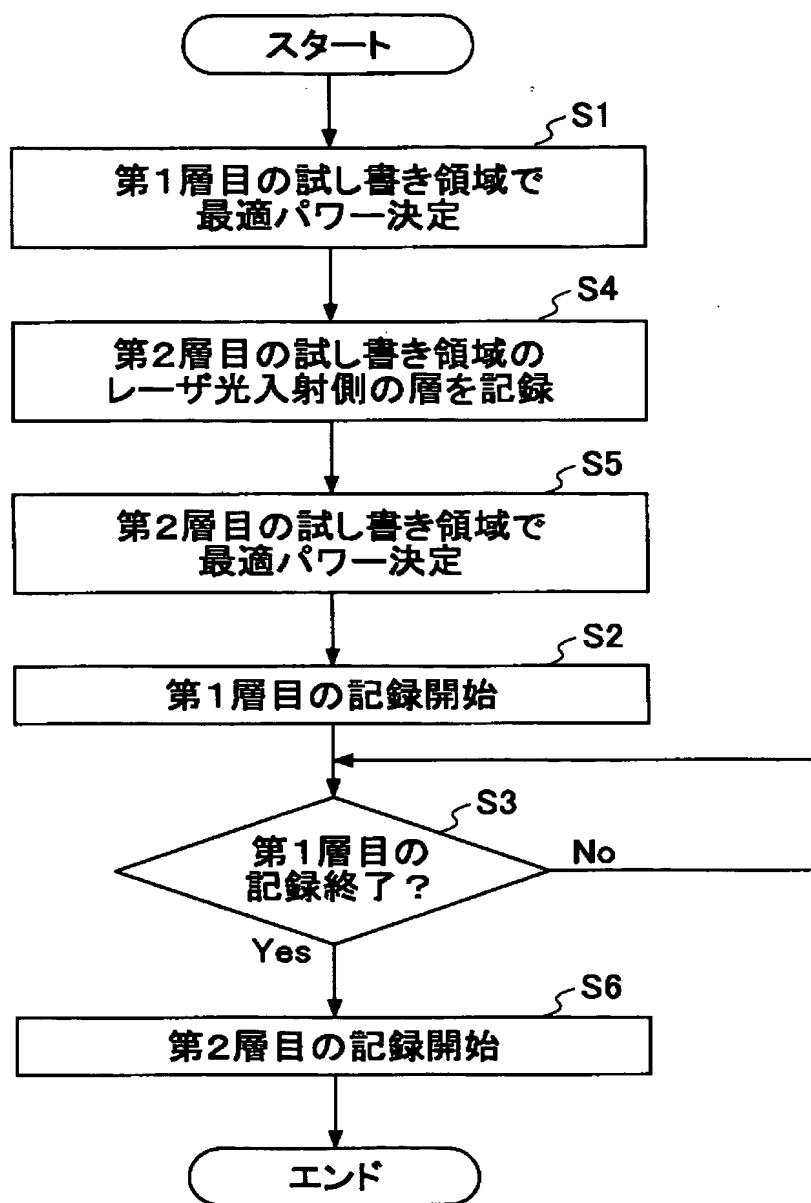 スタート
S1
第1層目の試し書き領域で
最適パワー決定
S4
第2層目の試し書き領域の
レーザ光入射側の層を記録
S5
第2層目の試し書き領域で
最適パワー決定
S2
第1層目の記録開始
S3
第1層目の
記録終了?
No
Yes
S6
第2層目の記録開始
エンド